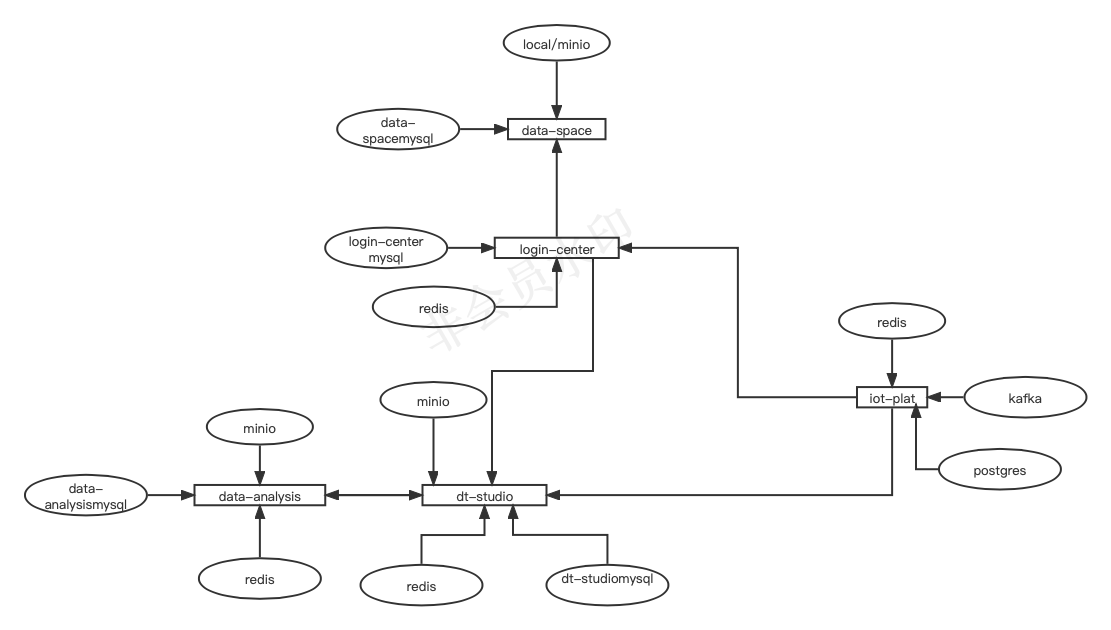 local/minio
data-
spacemysql
data-space
login-center
mysql
login-center
非会员水印
redis
redis
minio
iot-plat
kafka
minio
postgres
data-
analysismysql
data-analysis
dt-studio
redis
redis
dt-studiomysql